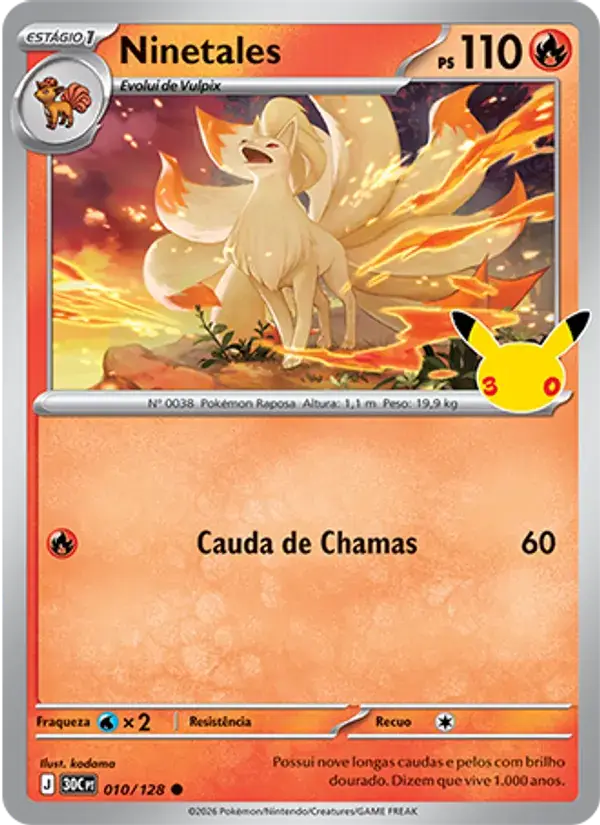 ESTÁGIO 1
Ninetales
PS 110
Evolui de Vulpix
30
Nº 0038 Pokémon Raposa Altura: 1,1 m Peso: 19,9 kg
Cauda de Chamas 60
Fraqueza ×2 Resistência Recuo
Ilust. kodama
Possui nove longas caudas e pelos com brilho
dourado. Dizem que vive 1.000 anos.
J 30C PT 010/128
©2026 Pokémon/Nintendo/Creatures/GAME FREAK